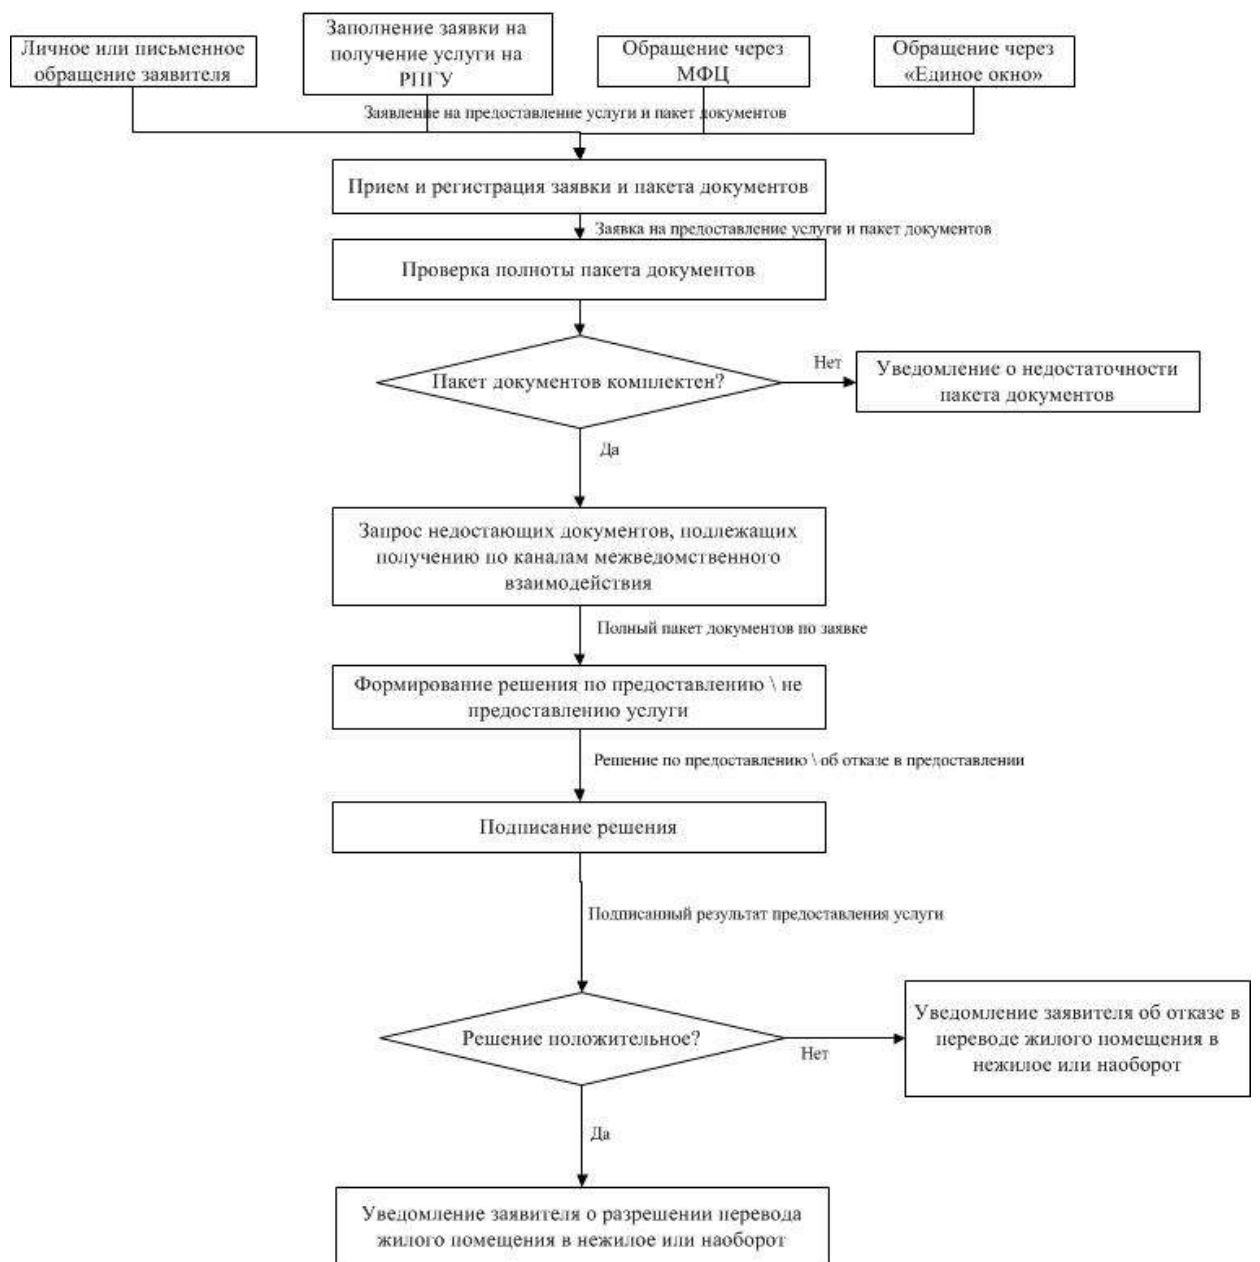 Личное или письменное
обращение заявителя
Заполнение заявки на
получение услуги на
РПГУ
Обращение через
МФЦ
Обращение через
«Единое окно»
Заявление на предоставление услуги и пакет документов
Прием и регистрация заявки и пакета документов
Заявка на предоставление услуги и пакет документов
Проверка полноты пакета документов
Пакет документов комплектен?
Нет
Уведомление о недостаточности
пакета документов
Да
Запрос недостающих документов, подлежащих
получению по каналам межведомственного
взаимодействия
Полный пакет документов по заявке
Формирование решения по предоставлению \ не
предоставлению услуги
Решение по предоставлению \ об отказе в предоставлении
Подписание решения
Подписанный результат предоставления услуги
Решение положительное?
Нет
Уведомление заявителя об отказе в
переводе жилого помещения в
нежилое или наоборот
Да
Уведомление заявителя о разрешении перевода
жилого помещения в нежилое или наоборот